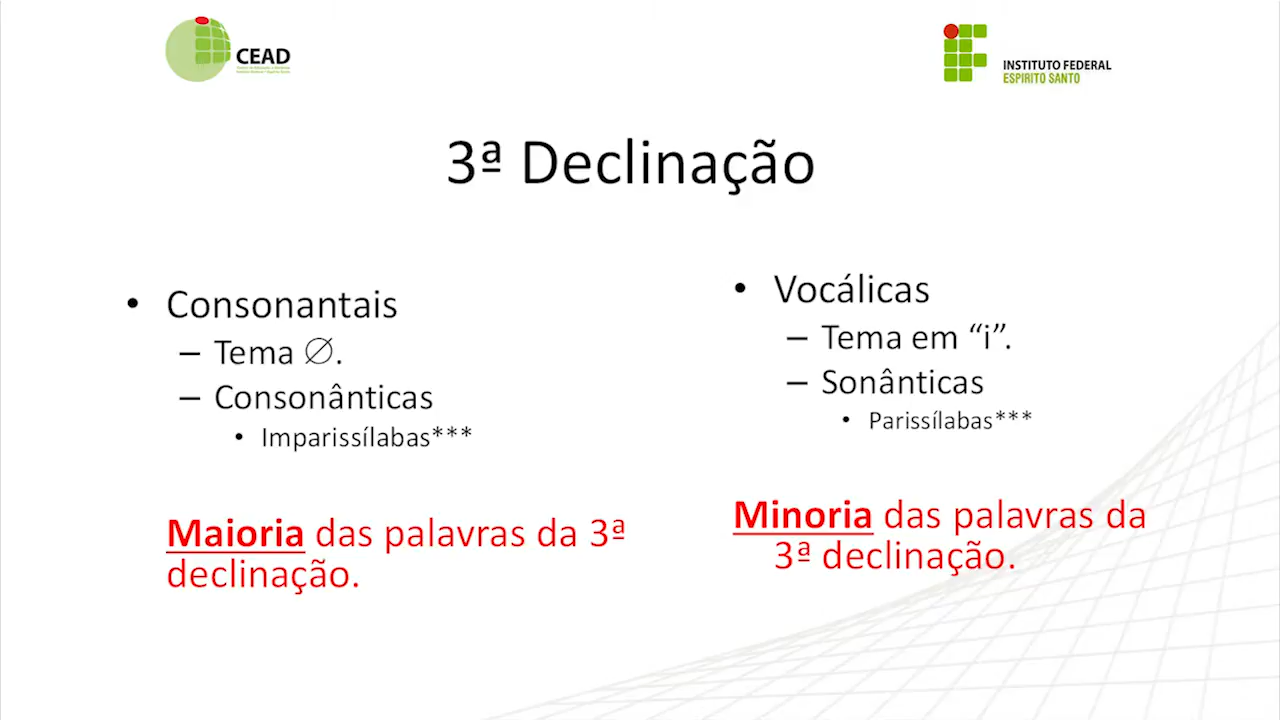 CEAD
INSTITUTO FEDERAL
ESPÍRITO SANTO
3ª Declinação
• Consonantais
– Tema ∅.
– Consonânticas
• Imparissílabas***
Maioria das palavras da 3ª
declinação.
• Vocálicas
– Tema em “i”.
– Sonânticas
• Parissílabas***
Minoria das palavras da
3ª declinação.